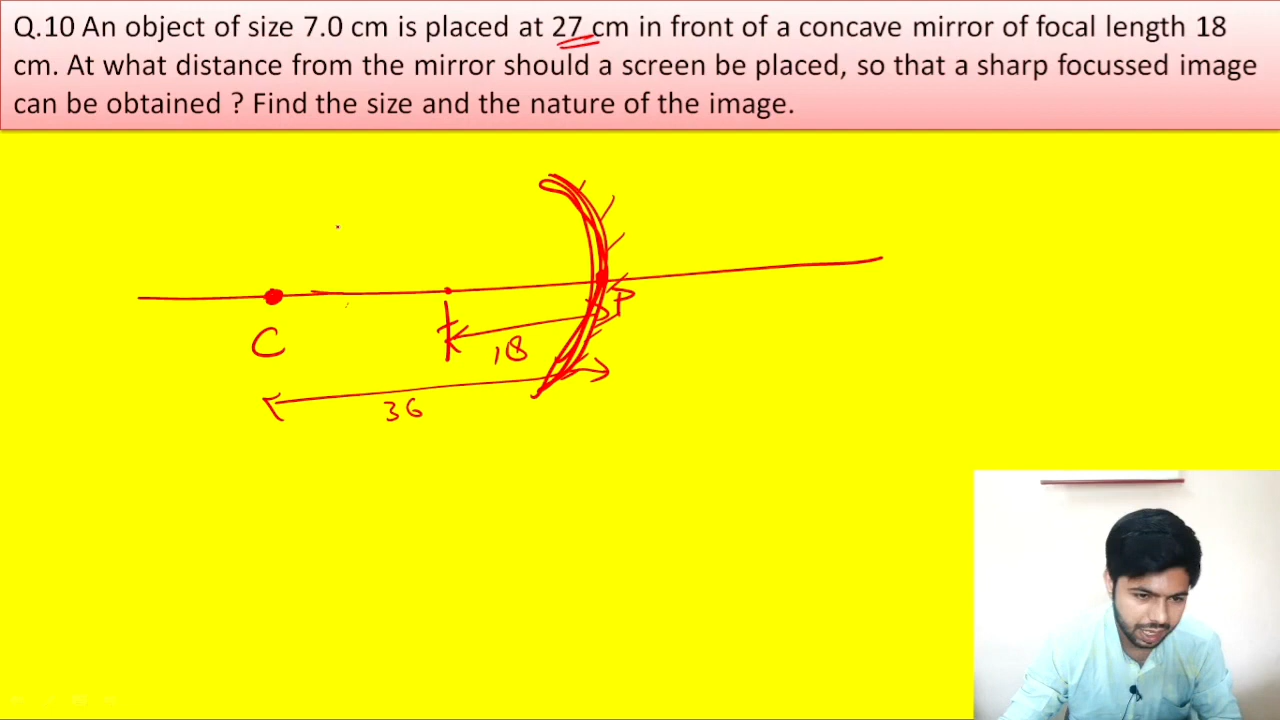 Q.10 An object of size 7.0 cm is placed at 27 cm in front of a concave mirror of focal length 18
cm. At what distance from the mirror should a screen be placed, so that a sharp focussed image
can be obtained ? Find the size and the nature of the image.
P
C
18
36